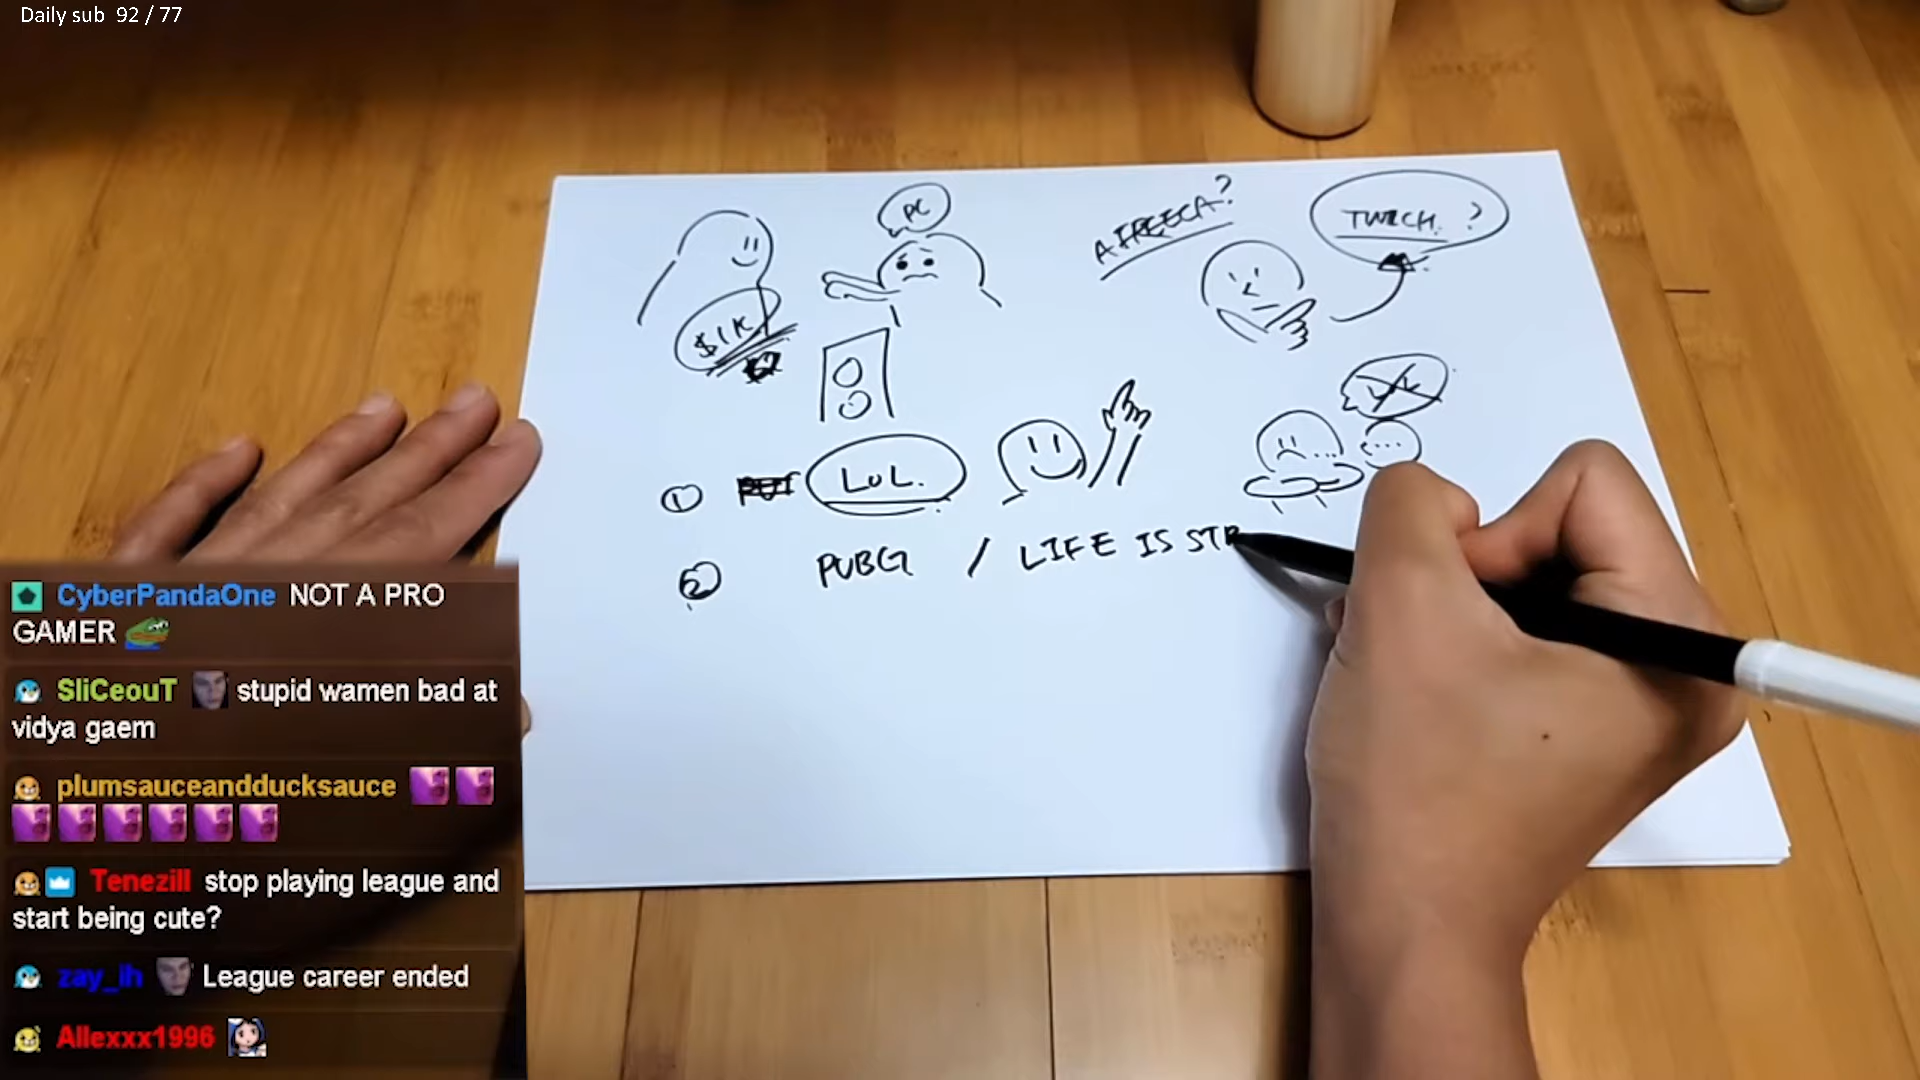 Daily sub 92 / 77
PC
AFREECA?
TWITCH ?
$1K
① LOL.
② PUBG / LIFE IS STR
CyberPandaOne NOT A PRO
GAMER
SliCeouT stupid wamen bad at
vidya gaem
plumsauceandducksauce
Tenezill stop playing league and
start being cute?
zay_ih League career ended
Allexxx1996